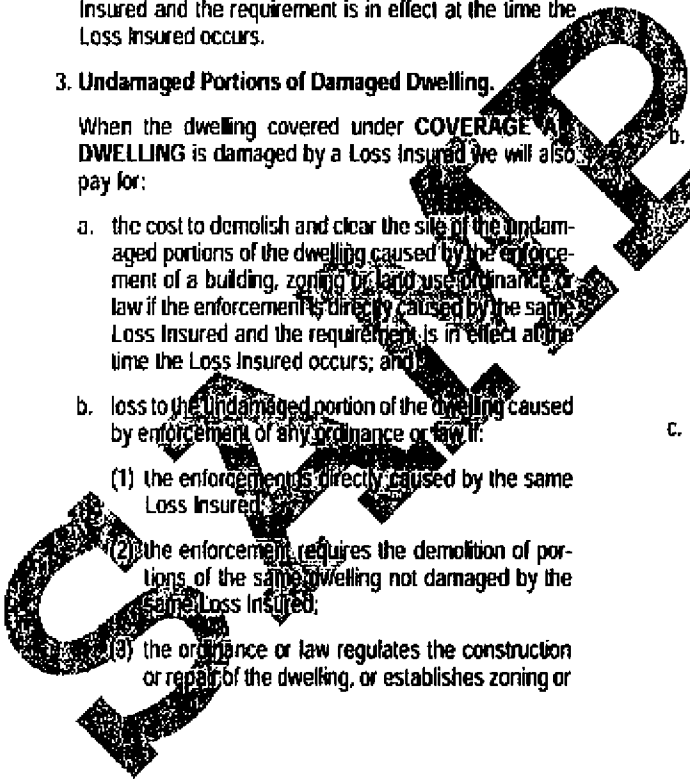 Insured and the requirement is in effect at the time the
Loss Insured occurs.
3. Undamaged Portions of Damaged Dwelling.
When the dwelling covered under COVERAGE A -
DWELLING is damaged by a Loss Insured we will also
pay for:
a. the cost to demolish and clear the site of the undam-
aged portions of the dwelling caused by the enforce-
ment of a building, zoning or land use ordinance or
law if the enforcement is directly caused by the same
Loss Insured and the requirement is in effect at the
time the Loss Insured occurs; and
b. loss to the undamaged portion of the dwelling caused
by enforcement of any ordinance or law if:
(1) the enforcement is directly caused by the same
Loss Insured;
(2) the enforcement requires the demolition of por-
tions of the same dwelling not damaged by the
same Loss Insured;
(3) the ordinance or law regulates the construction
or repair of the dwelling, or establishes zoning or
b.
c.
SAMP